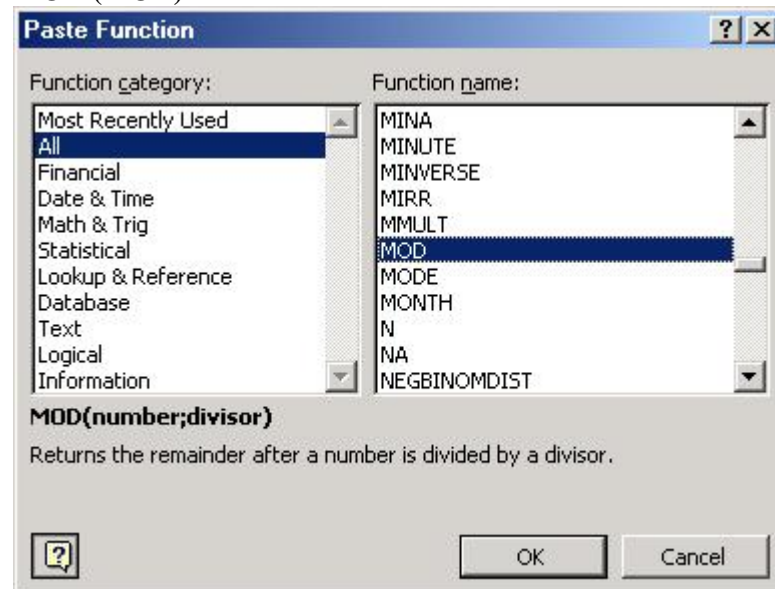 Paste Function
Function category:
Most Recently Used
All
Financial
Date & Time
Math & Trig
Statistical
Lookup & Reference
Database
Text
Logical
Information
Function name:
MINA
MINUTE
MINVERSE
MIRR
MMULT
MOD
MODE
MONTH
N
NA
NEGBINOMDIST
MOD(number;divisor)
Returns the remainder after a number is divided by a divisor.
OK Cancel